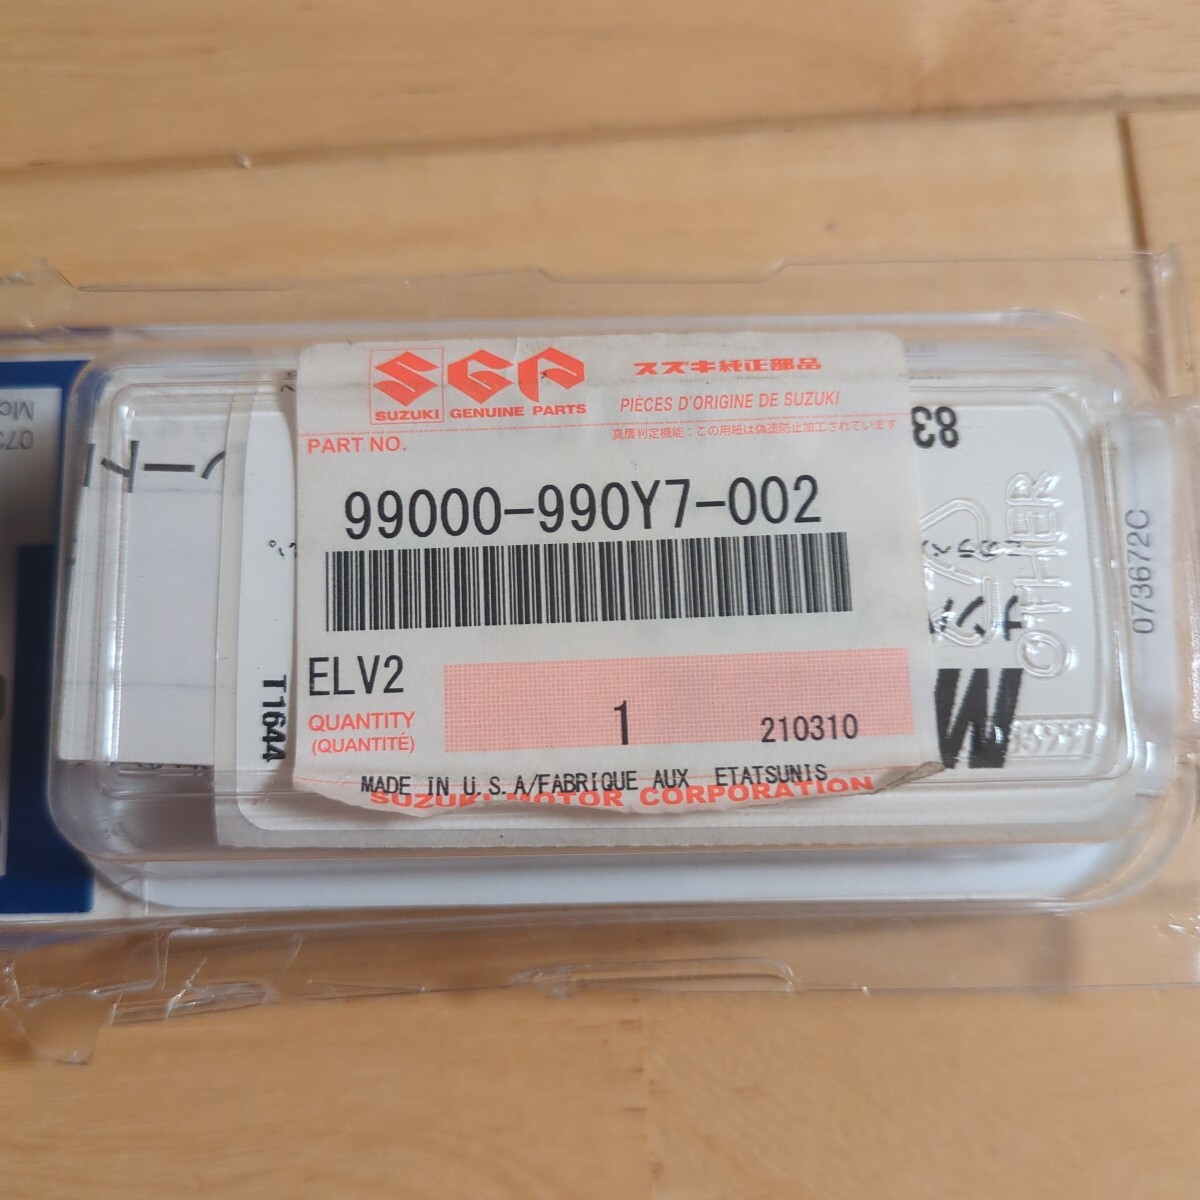 SUZUKI
SGP
GENUINE PARTS
スズキ純正部品
PIÈCES D'ORIGINE DE SUZUKI
真贋判定機能：この用紙は偽造防止加工されています
PART NO.
99000-990Y7-002
ELV2
QUANTITY
(QUANTITÉ)
1
210310
MADE IN U.S.A/FABRIQUE AUX ETATSUNIS
SUZUKI MOTOR CORPORATION
T1644
83
OTHER
073672C